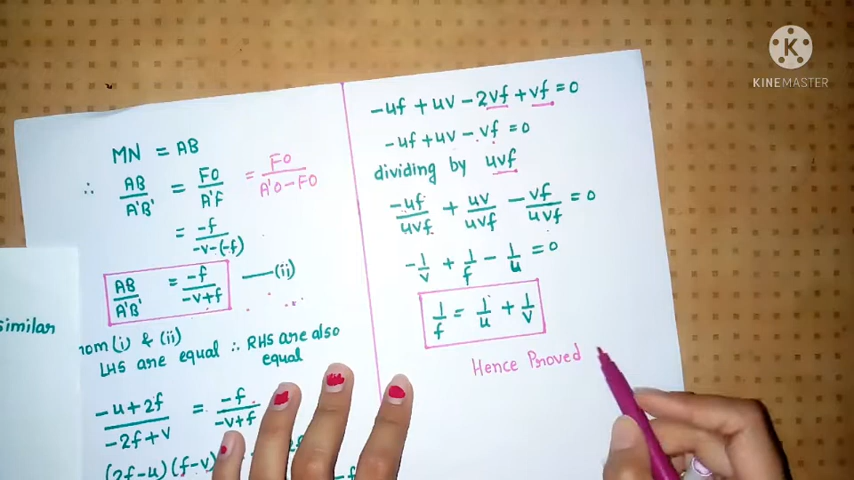 MN = AB
∴ AB/A'B' = FO/A'F = FO/A'O-FO
= -f/-v-(-f)
AB/A'B' = -f/-v+f —(ii)
similar
(i) & (ii)
LHS are equal ∴ RHS are also
equal
-u+2f/-2f+v = -f/-v+f
(2f-u)(f-v)
-uf + uv - 2vf + vf = 0
-uf + uv - vf = 0
dividing by uvf
-uf/uvf + uv/uvf - vf/uvf = 0
-1/v + 1/f - 1/u = 0
1/f = 1/u + 1/v
Hence Proved
K
KINEMASTER